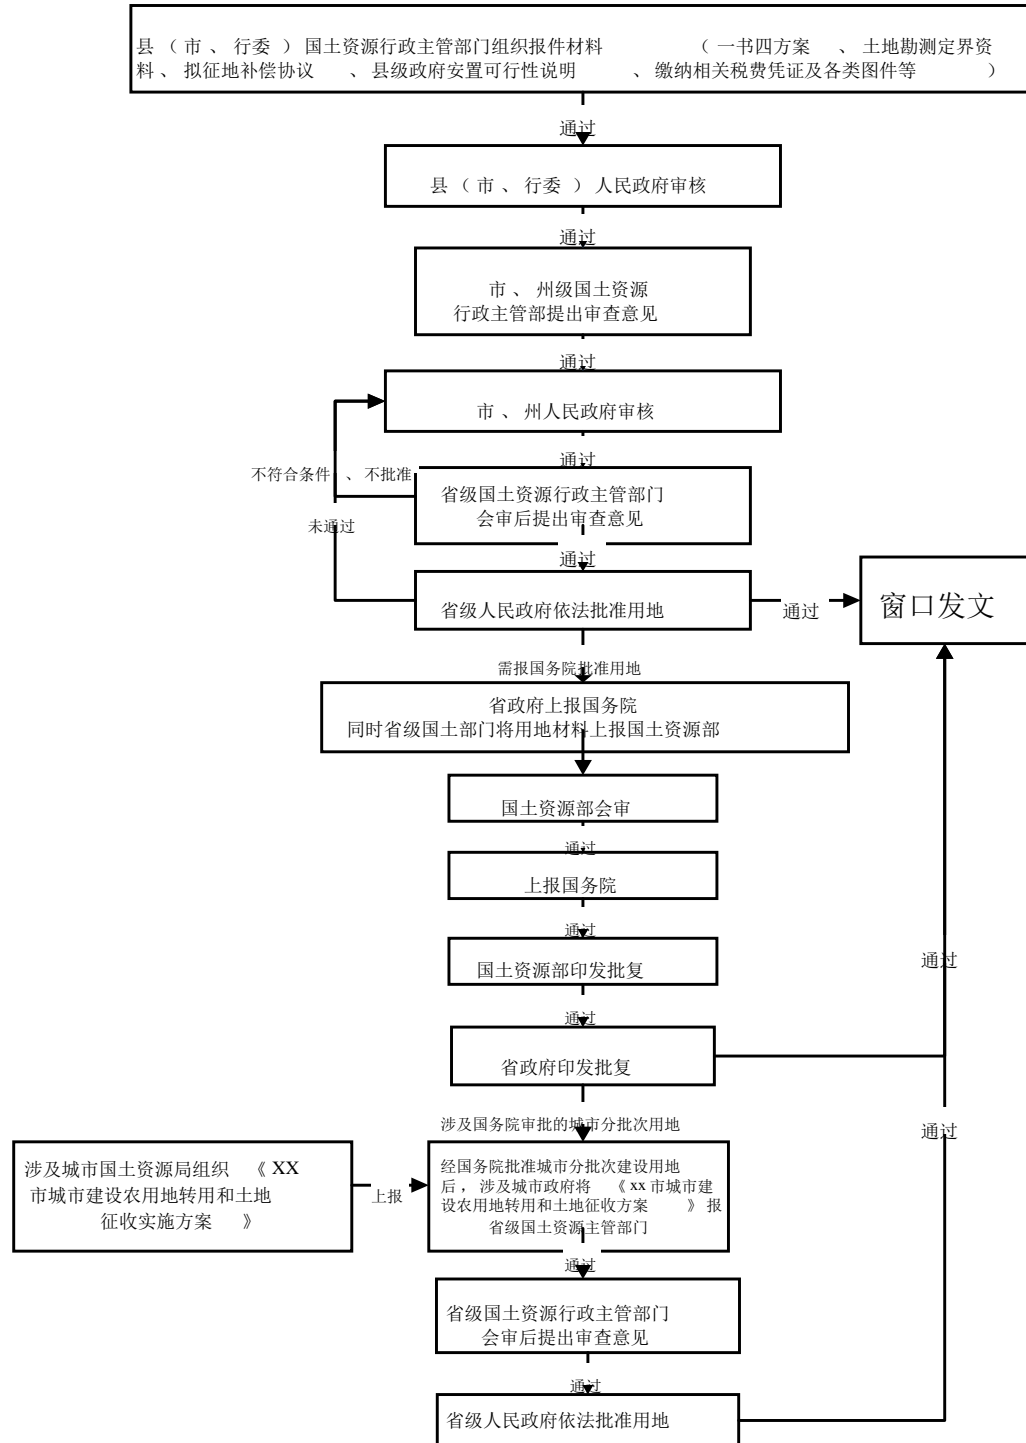 县（市、行委）国土资源行政主管部门组织报件材料（一书四方案、土地勘测定界资
料、拟征地补偿协议、县级政府安置可行性说明、缴纳相关税费凭证及各类图件等）
通过
县（市、行委）人民政府审核
通过
市、州级国土资源
行政主管部提出审查意见
通过
市、州人民政府审核
通过
不符合条件、不批准
省级国土资源行政主管部门
会审后提出审查意见
未通过
通过
省级人民政府依法批准用地
通过
窗口发文
需报国务院批准用地
省政府上报国务院
同时省级国土部门将用地材料上报国土资源部
国土资源部会审
通过
上报国务院
通过
国土资源部印发批复
通过
通过
省政府印发批复
涉及国务院审批的城市分批次用地
通过
涉及城市国土资源局组织《XX
市城市建设农用地转用和土地
征收实施方案》
上报
经国务院批准城市分批次建设用地
后，涉及城市政府将《xx市城市建
设农用地转用和土地征收方案》报
省级国土资源主管部门
通过
省级国土资源行政主管部门
会审后提出审查意见
通过
省级人民政府依法批准用地